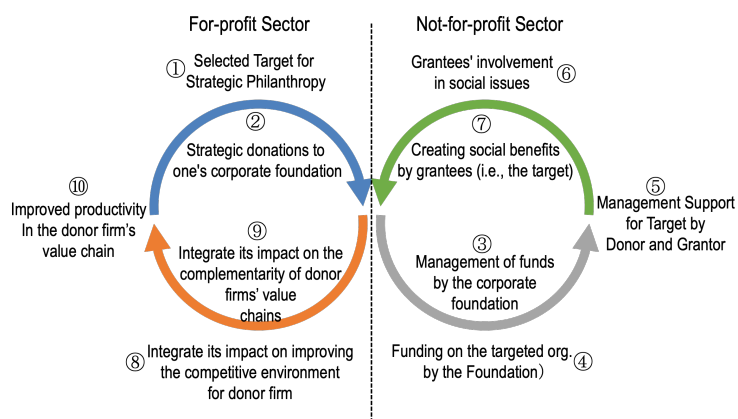 For-profit Sector
Not-for-profit Sector
① Selected Target for
Strategic Philanthropy
②
Strategic donations to
one's corporate foundation
⑩
Improved productivity
In the donor firm's
value chain
⑨
Integrate its impact on the
complementarity of donor
firms' value
chains
⑧ Integrate its impact on improving
the competitive environment
for donor firm
Grantees' involvement
in social issues ⑥
⑦
Creating social benefits
by grantees (i.e., the target)
⑤
Management Support
for Target by
Donor and Grantor
③
Management of funds
by the corporate
foundation
Funding on the targeted org.
by the Foundation） ④